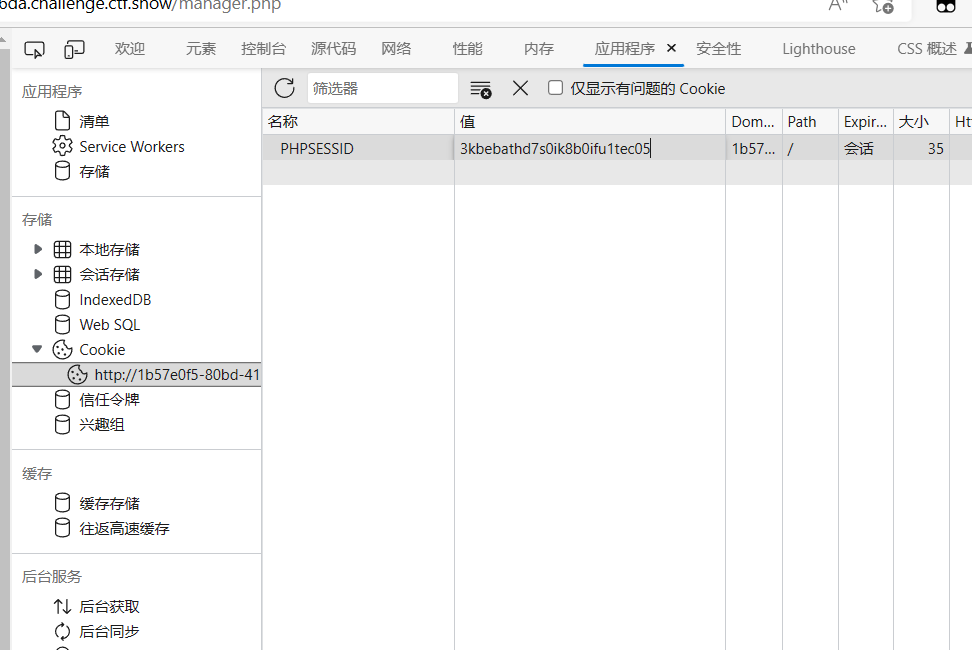 bda.challenge.ctf.show/manager.php
欢迎 元素 控制台 源代码 网络 性能 内存 应用程序 安全性 Lighthouse CSS 概述
应用程序
清单
Service Workers
存储
存储
本地存储
会话存储
IndexedDB
Web SQL
Cookie
http://1b57e0f5-80bd-41
信任令牌
兴趣组
缓存
缓存存储
往返高速缓存
后台服务
后台获取
后台同步
筛选器 仅显示有问题的 Cookie
名称 值 Dom... Path Expir... 大小 Ht
PHPSESSID 3kbebathd7s0ik8b0ifu1tec05 1b57... / 会话 35